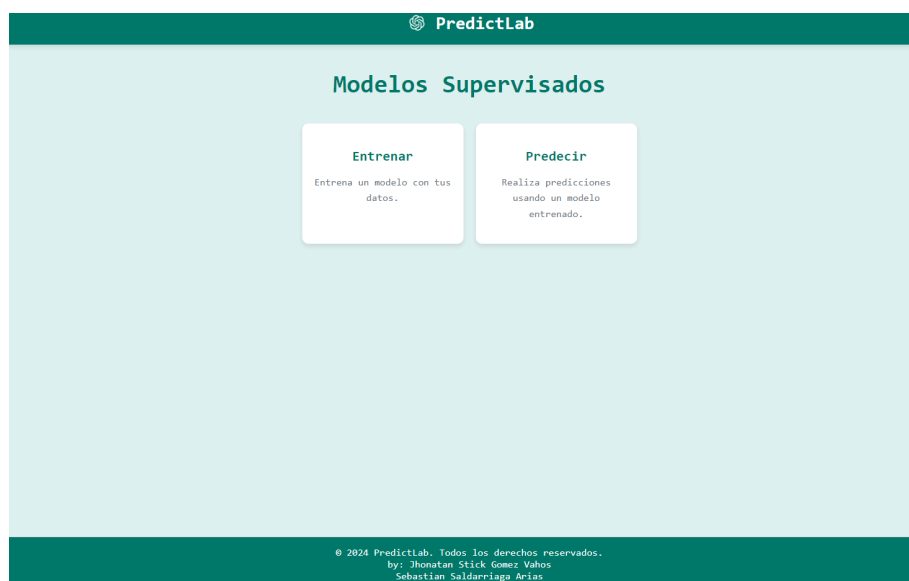 PredictLab
Modelos Supervisados
Entrenar
Entrena un modelo con tus
datos.
Predecir
Realiza predicciones
usando un modelo
entrenado.
© 2024 PredictLab. Todos los derechos reservados.
by: Jhonatan Stick Gomez Vahos
Sebastian Saldarriaga Arias